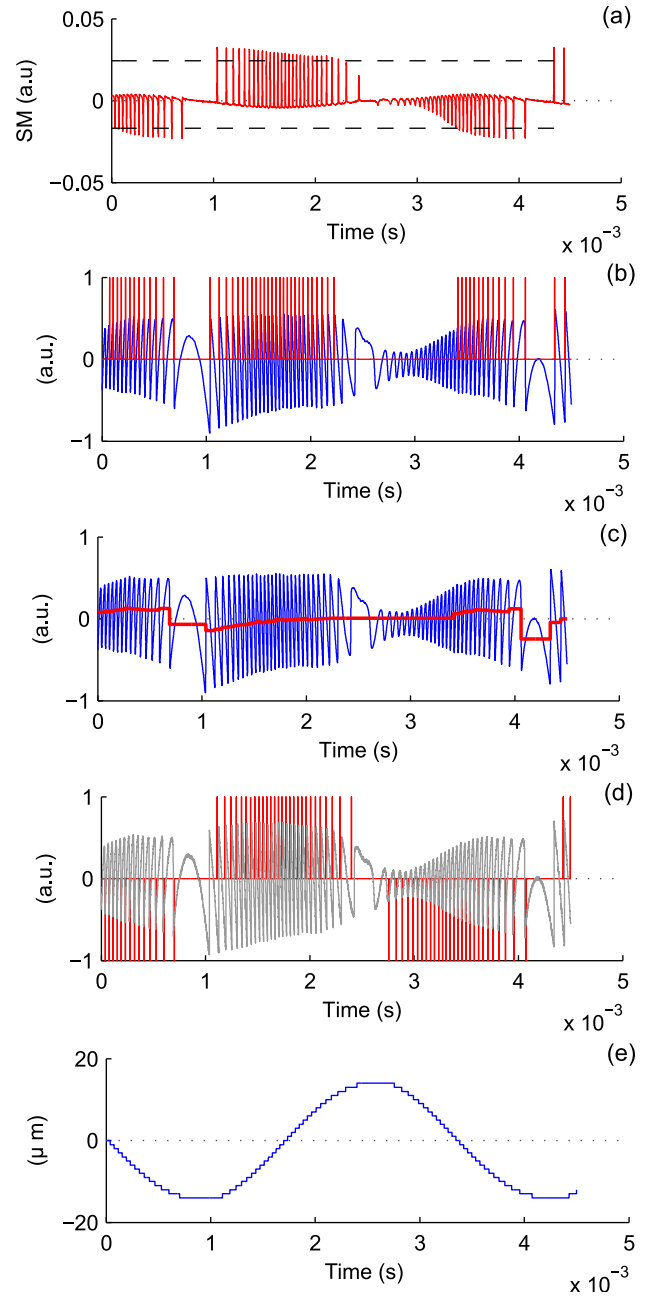 (a)
0.05
0
−0.05
SM (a.u)
0 1 2 3 4 5
Time (s)
x 10−3
(b)
1
0
−1
(a.u.)
0 1 2 3 4 5
Time (s)
x 10−3
(c)
1
0
−1
(a.u.)
0 1 2 3 4 5
Time (s)
x 10−3
(d)
1
0
−1
(a.u.)
0 1 2 3 4 5
Time (s)
x 10−3
(e)
20
0
−20
(µ m)
0 1 2 3 4 5
Time (s)
x 10−3